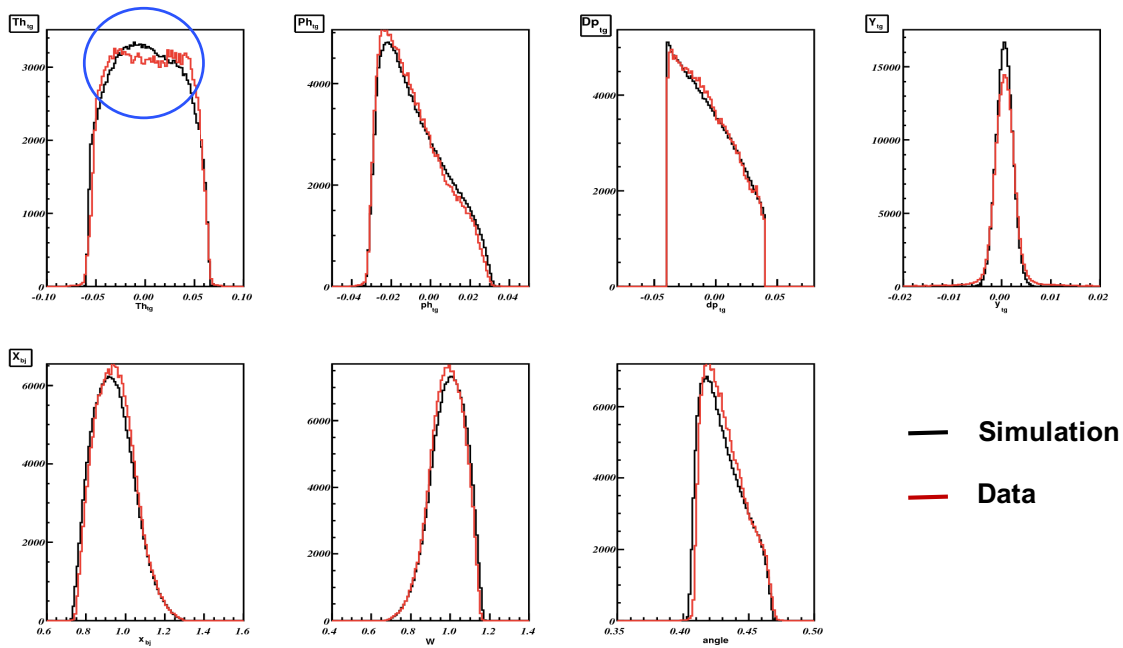 Th_tg
3000
2000
1000
0
-0.10 -0.05 0.00 0.05 0.10
Th_tg
Ph_tg
4000
2000
0
-0.04 -0.02 0.00 0.02 0.04
ph_tg
Dp_tg
4000
2000
0
-0.05 0.00 0.05
dp_tg
Y_tg
15000
10000
5000
0
-0.02 -0.01 0.00 0.01 0.02
y_tg
X_bj
6000
4000
2000
0
0.6 0.8 1.0 1.2 1.4 1.6
x_bj
6000
4000
2000
0
0.4 0.6 0.8 1.0 1.2 1.4
W
6000
4000
2000
0
0.35 0.40 0.45 0.50
angle
Simulation
Data